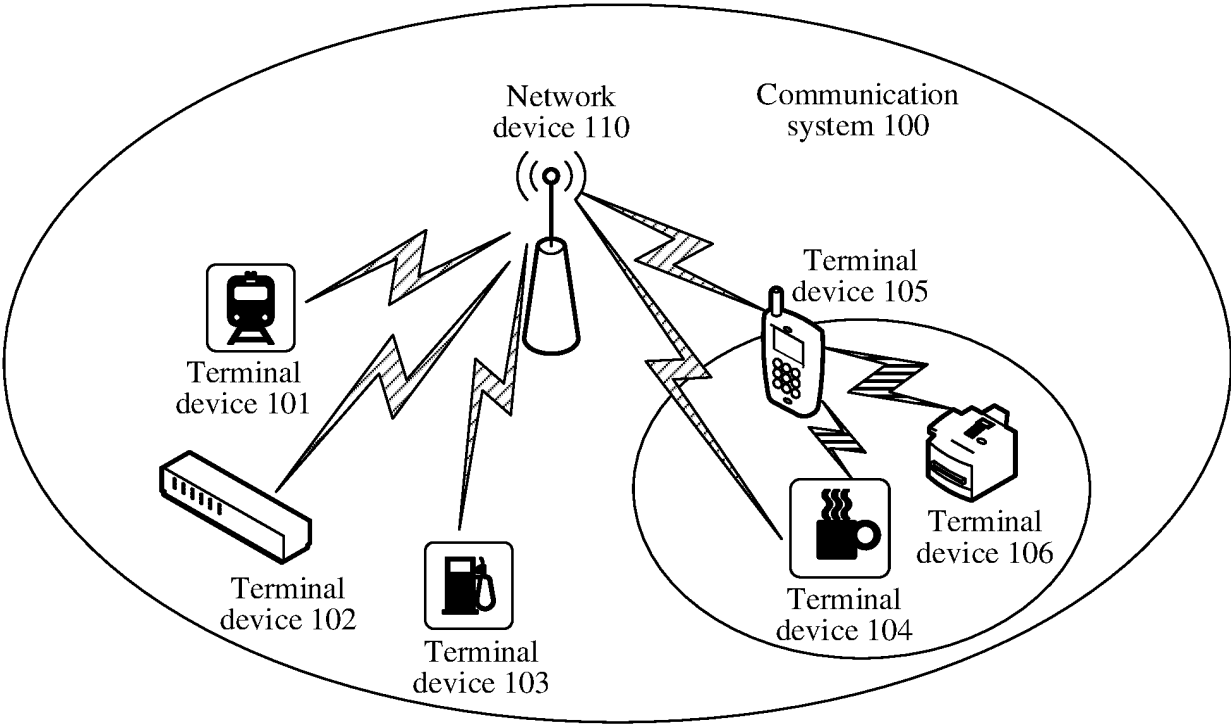 Network
device 110
Communication
system 100
Terminal
device 105
Terminal
device 101
Terminal
device 106
Terminal
device 102
Terminal
device 104
Terminal
device 103